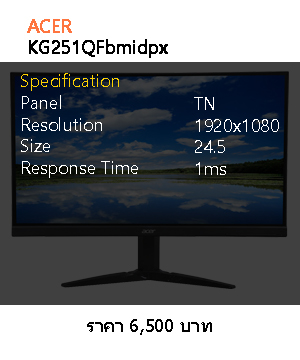 ACER
KG251QFbmidpx
Specification
Panel TN
Resolution 1920x1080
Size 24.5
Response Time 1ms
acer
ราคา 6,500 บาท